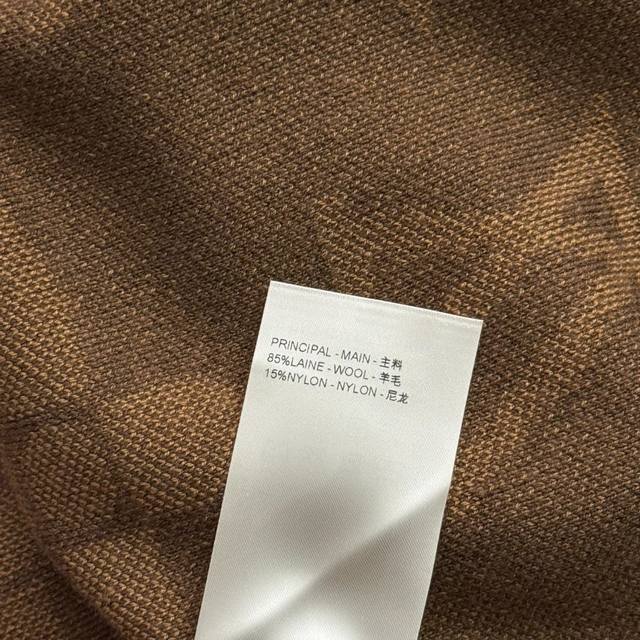 PRINCIPAL - MAIN - 主料
85%LAINE - WOOL - 羊毛
15%NYLON - NYLON - 尼龙